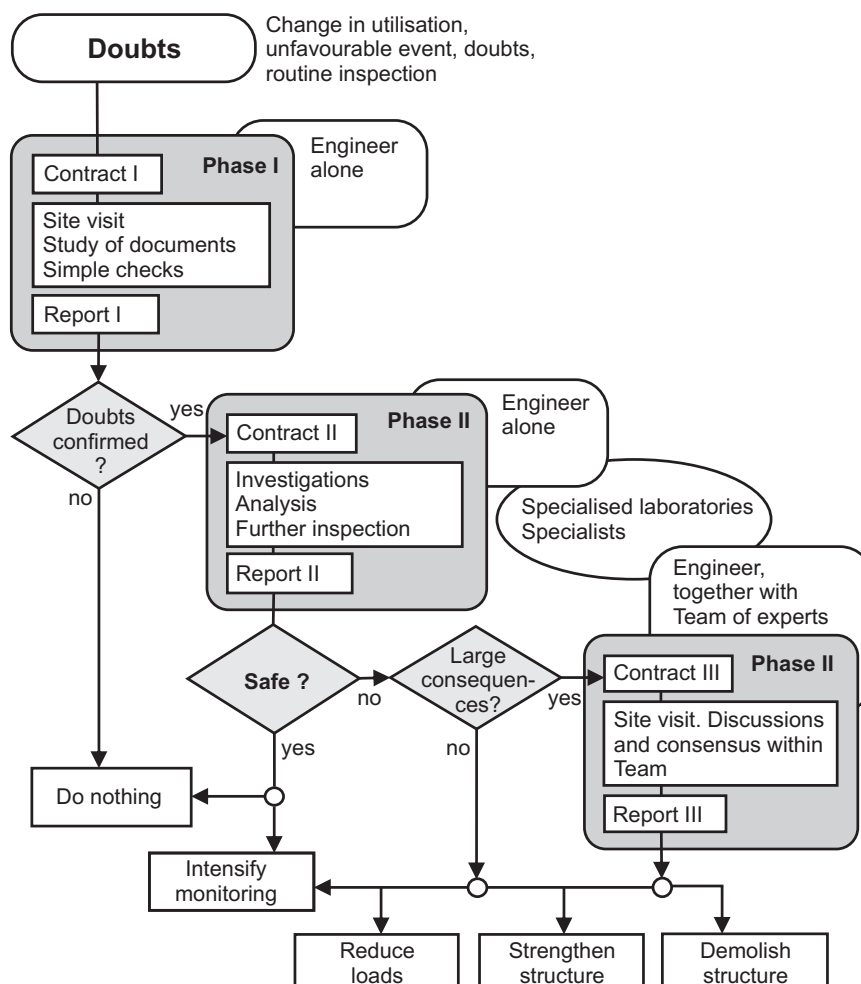 Doubts
Change in utilisation,
unfavourable event, doubts,
routine inspection
Phase I
Engineer
alone
Contract I
Site visit
Study of documents
Simple checks
Report I
Doubts
confirmed
?
yes
no
Phase II
Engineer
alone
Contract II
Investigations
Analysis
Further inspection
Report II
Specialised laboratories
Specialists
Engineer,
together with
Team of experts
Safe ?
no
yes
Large
consequen-
ces?
yes
no
Phase II
Contract III
Site visit. Discussions
and consensus within
Team
Report III
Do nothing
Intensify
monitoring
Reduce
loads
Strengthen
structure
Demolish
structure